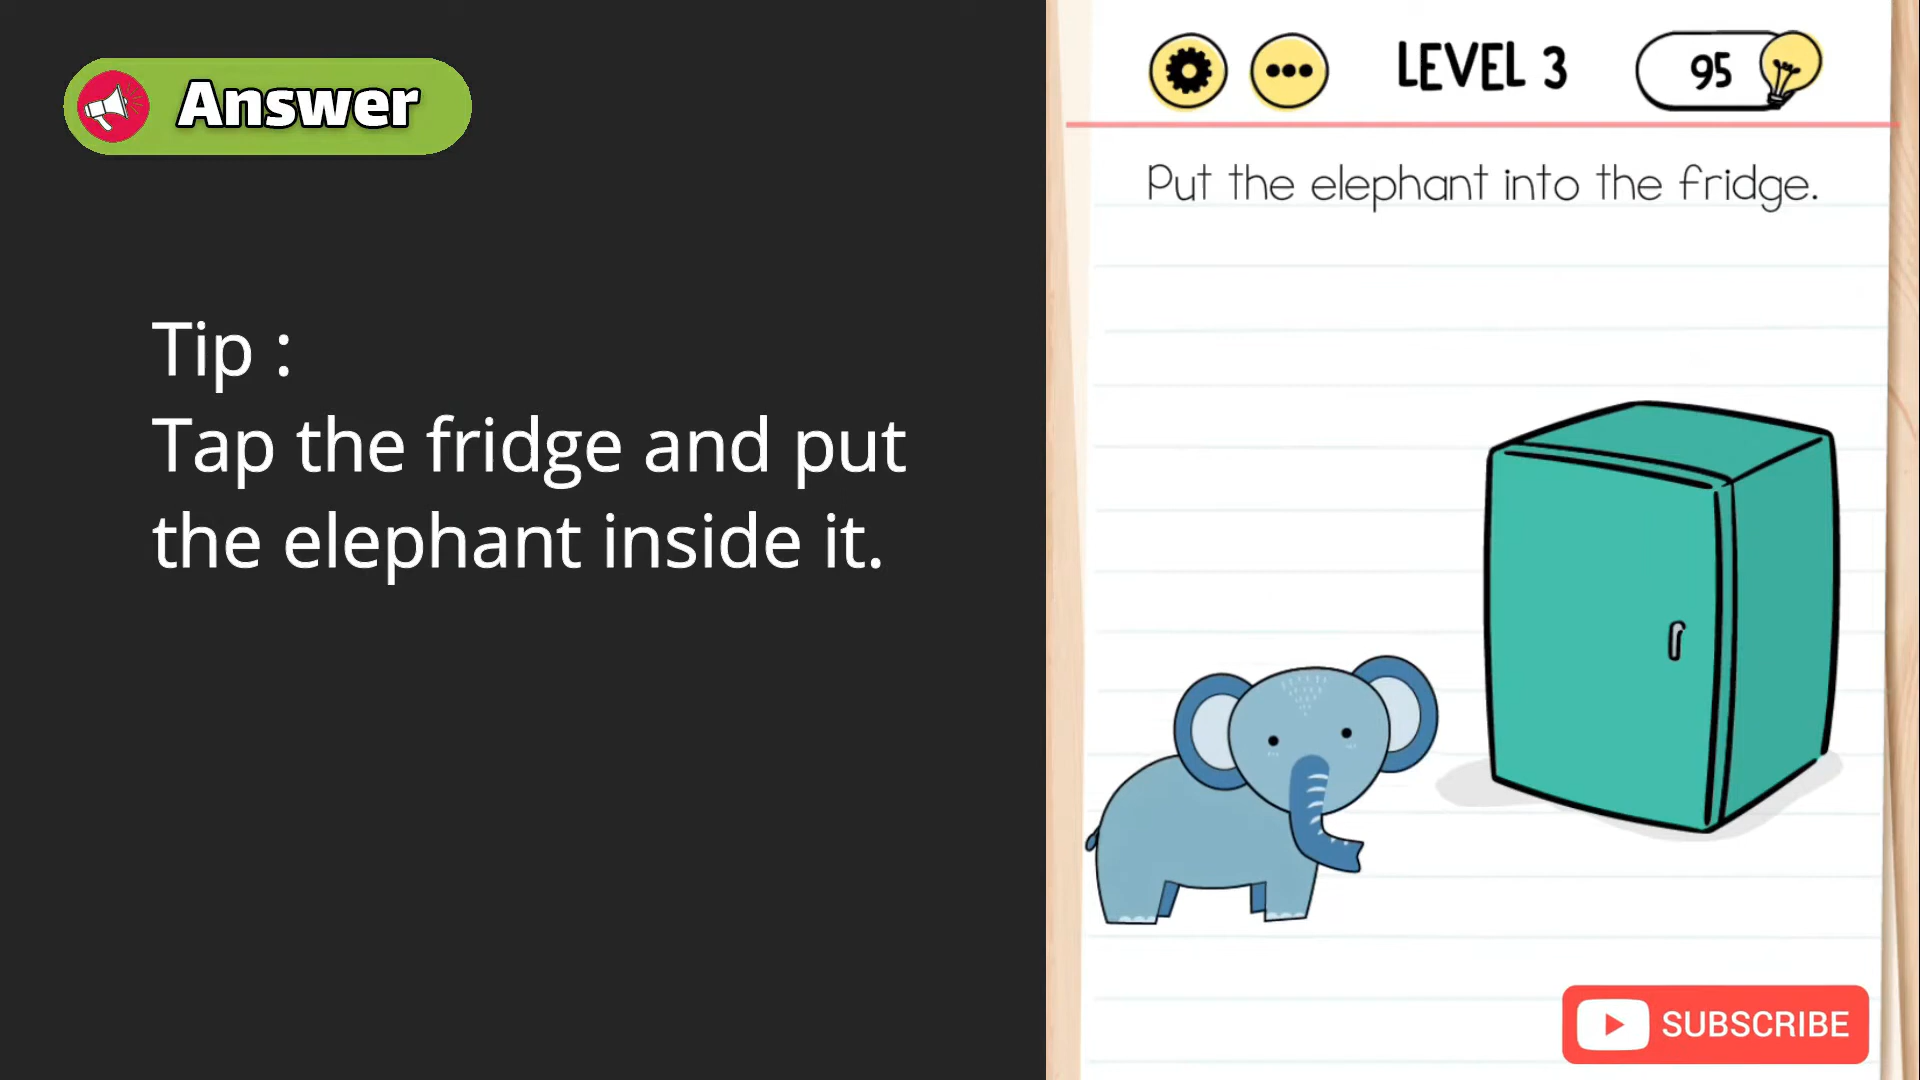 Answer
Tip :
Tap the fridge and put
the elephant inside it.
LEVEL 3
95
Put the elephant into the fridge.
SUBSCRIBE